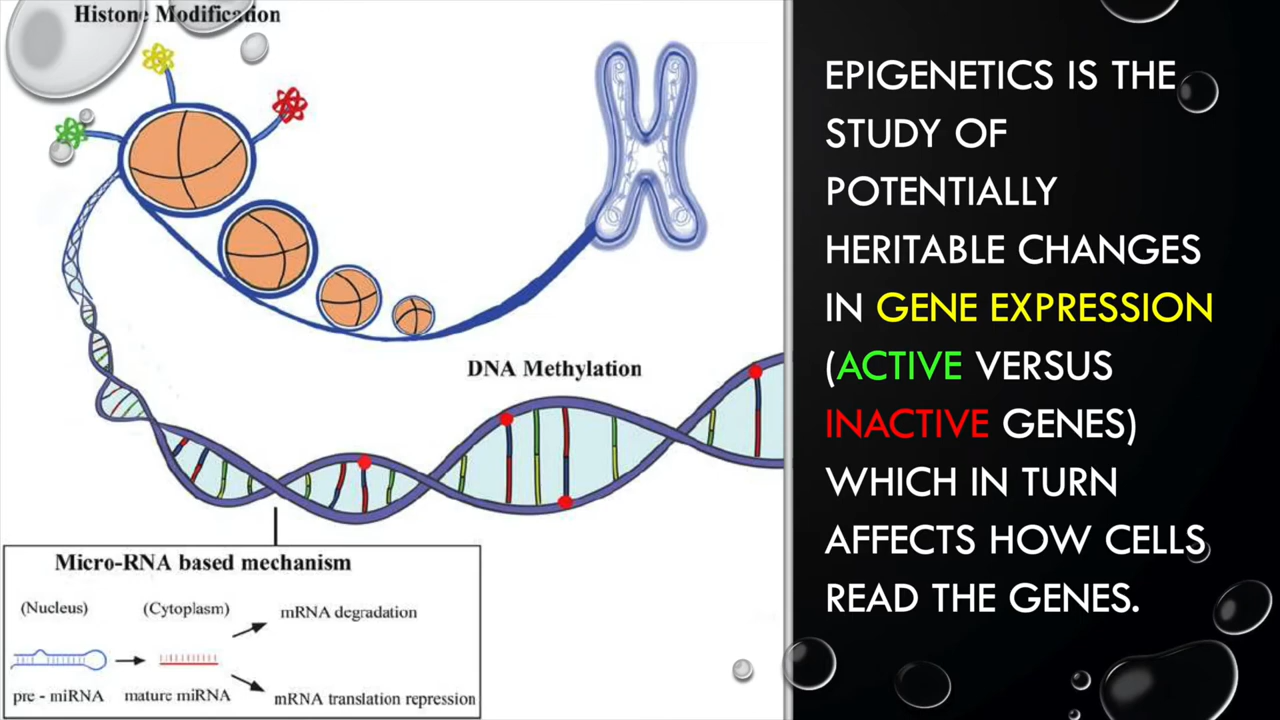 Histone Modification
DNA Methylation
Micro-RNA based mechanism
(Nucleus)
(Cytoplasm)
mRNA degradation
pre - miRNA
mature miRNA
mRNA translation repression
EPIGENETICS IS THE
STUDY OF
POTENTIALLY
HERITABLE CHANGES
IN GENE EXPRESSION
(ACTIVE VERSUS
INACTIVE GENES)
WHICH IN TURN
AFFECTS HOW CELLS
READ THE GENES.